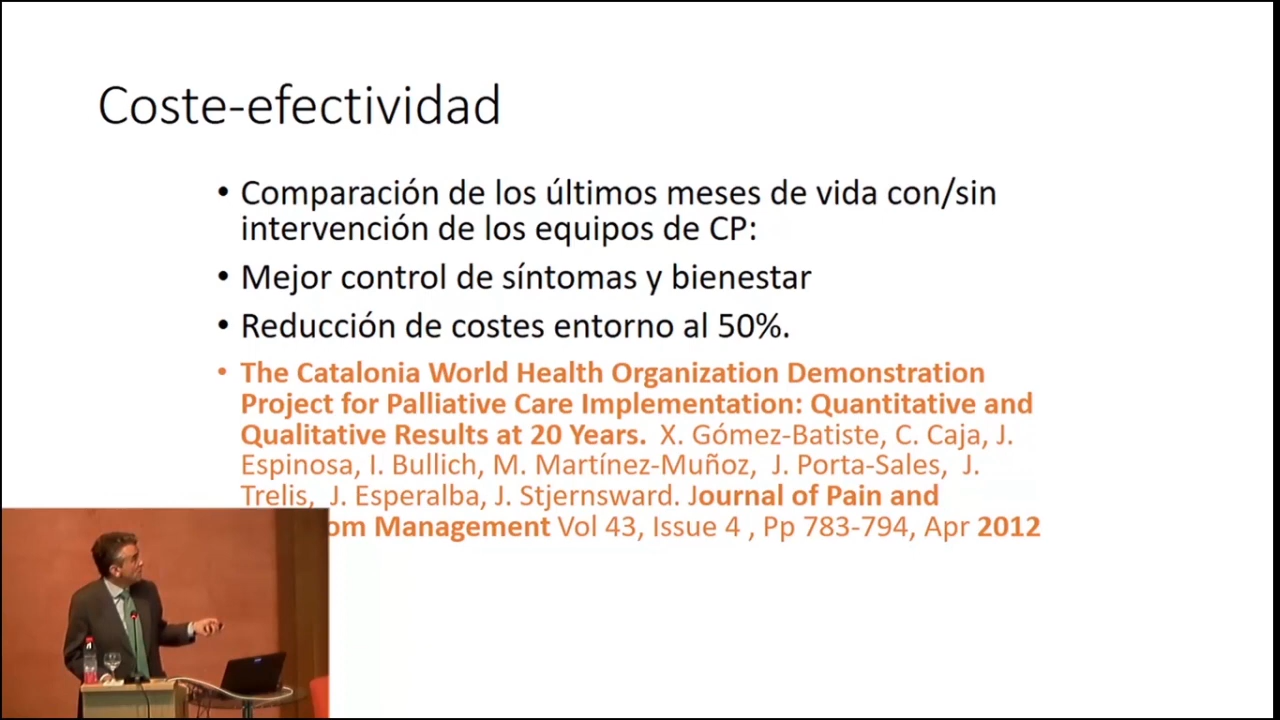 Coste-efectividad
• Comparación de los últimos meses de vida con/sin
intervención de los equipos de CP:
• Mejor control de síntomas y bienestar
• Reducción de costes entorno al 50%.
• The Catalonia World Health Organization Demonstration
Project for Palliative Care Implementation: Quantitative and
Qualitative Results at 20 Years. X. Gómez-Batiste, C. Caja, J.
Espinosa, I. Bullich, M. Martínez-Muñoz, J. Porta-Sales, J.
Trelis, J. Esperalba, J. Stjernsward. Journal of Pain and
om Management Vol 43, Issue 4 , Pp 783-794, Apr 2012